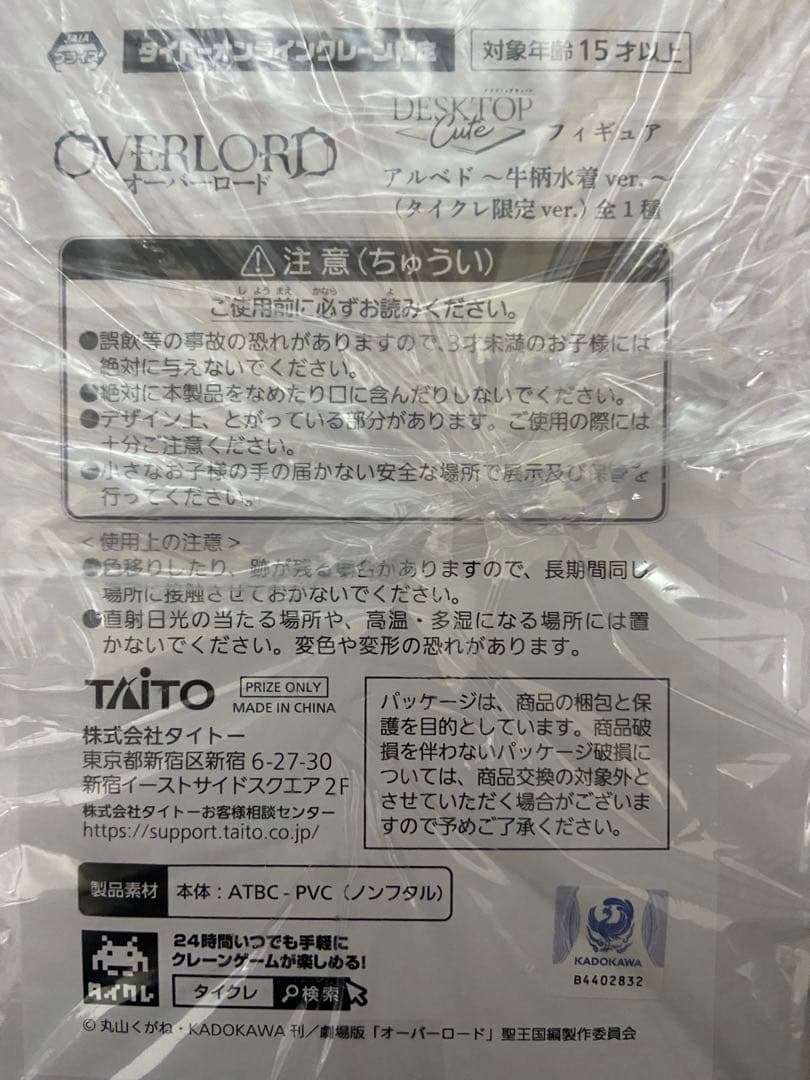 JAIA
プライズ
タイトーオンラインクレーン限定
対象年齢15才以上
OVERLORD
オーバーロード
DESKTOP
Cute
フィギュア
アルベド ～牛柄水着ver.～
(タイクレ限定ver.) 全1種
注意(ちゅうい)
ご使用前に必ずお読みください。
●誤飲等の事故の恐れがありますので、3才未満のお子様には
絶対に与えないでください。
●絶対に本製品をなめたり口に含んだりしないでください。
●デザイン上、とがっている部分があります。ご使用の際には
十分ご注意ください。
●小さなお子様の手の届かない安全な場所で展示及び保管を
行ってください。
<使用上の注意>
●色移りしたり、跡が残る場合がありますので、長期間同じ
場所に接触させておかないでください。
●直射日光の当たる場所や、高温・多湿になる場所には置
かないでください。変色や変形の恐れがあります。
TAITO
PRIZE ONLY
MADE IN CHINA
株式会社タイトー
東京都新宿区新宿6-27-30
新宿イーストサイドスクエア2F
株式会社タイトーお客様相談センター
https://support.taito.co.jp/
パッケージは、商品の梱包と保
護を目的としています。商品破
損を伴わないパッケージ破損に
ついては、商品交換の対象外と
させていただく場合がございま
すので予めご了承ください。
製品素材
本体：ATBC-PVC（ノンフタル）
タイクレ
24時間いつでも手軽に
クレーンゲームが楽しめる!
タイクレ
検索
KADOKAWA
B4402832
©丸山くがね・KADOKAWA刊／劇場版「オーバーロード」聖王国編製作委員会